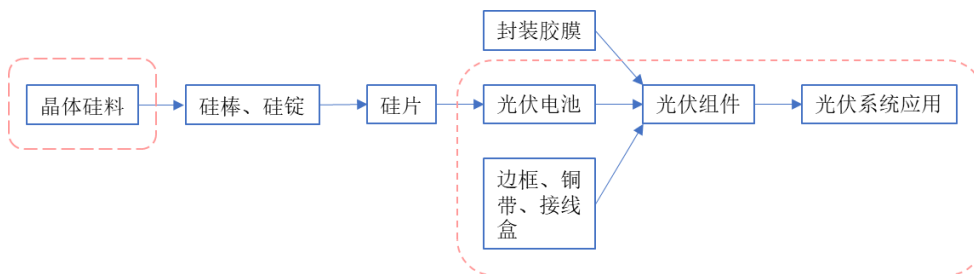 封装胶膜
晶体硅料
硅棒、硅锭
硅片
光伏电池
光伏组件
光伏系统应用
边框、铜
带、接线
盒